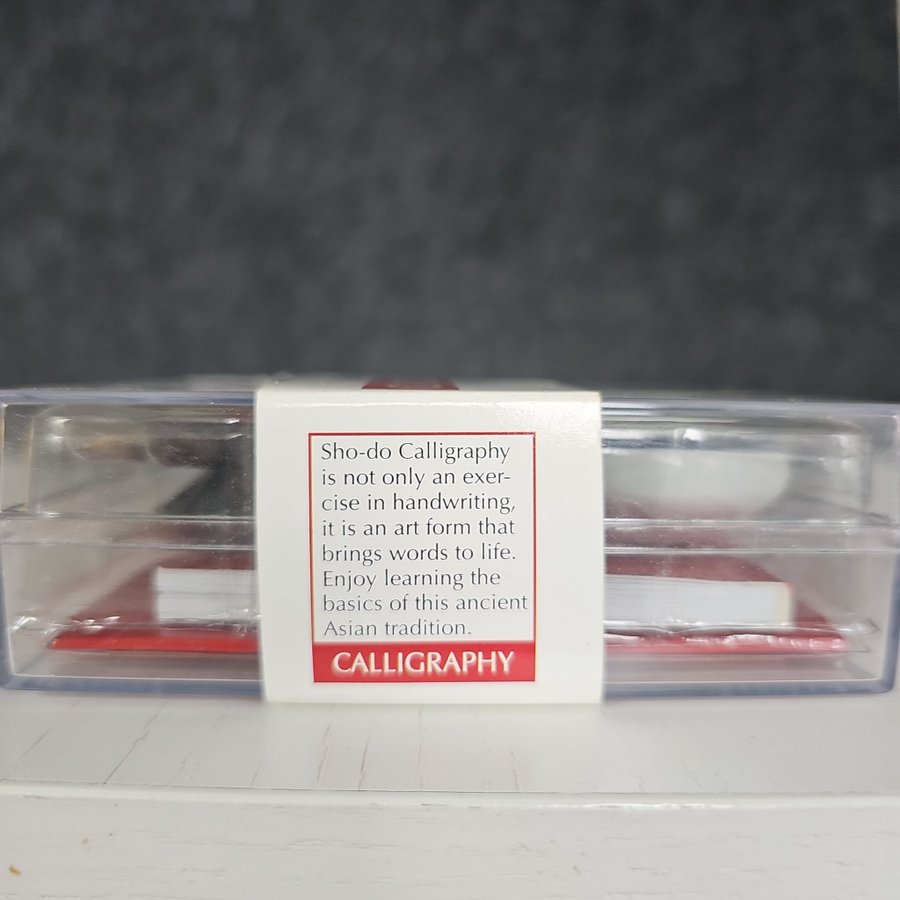 Sho-do Calligraphy
is not only an exer-
cise in handwriting,
it is an art form that
brings words to life.
Enjoy learning the
basics of this ancient
Asian tradition.
CALLIGRAPHY